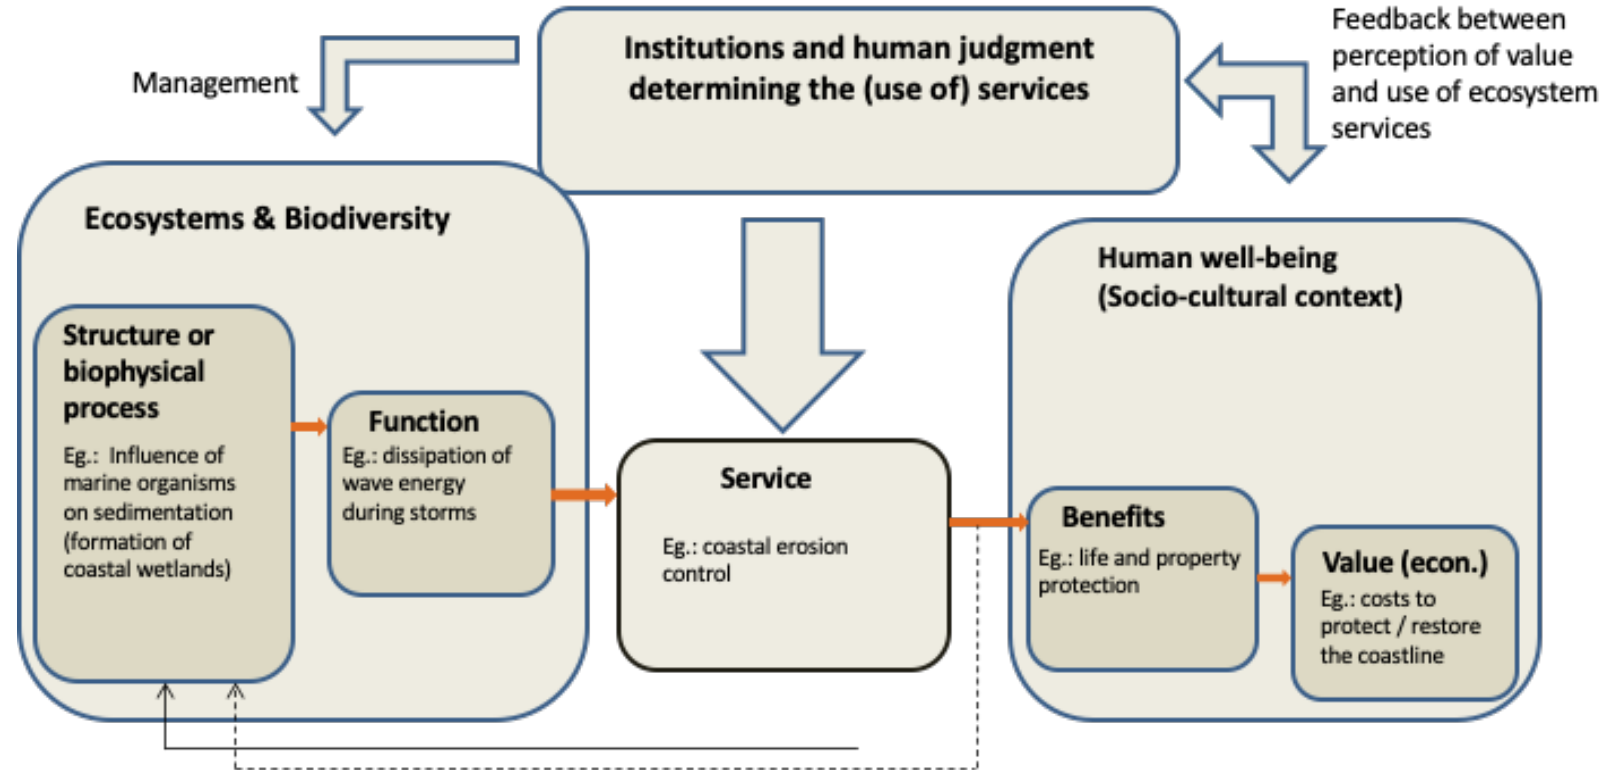 Institutions and human judgment
determining the (use of) services
Management
Feedback between
perception of value
and use of ecosystem
services
Ecosystems & Biodiversity
Structure or
biophysical
process
Eg.: Influence of
marine organisms
on sedimentation
(formation of
coastal wetlands)
Function
Eg.: dissipation of
wave energy
during storms
Service
Eg.: coastal erosion
control
Human well-being
(Socio-cultural context)
Benefits
Eg.: life and property
protection
Value (econ.)
Eg.: costs to
protect / restore
the coastline